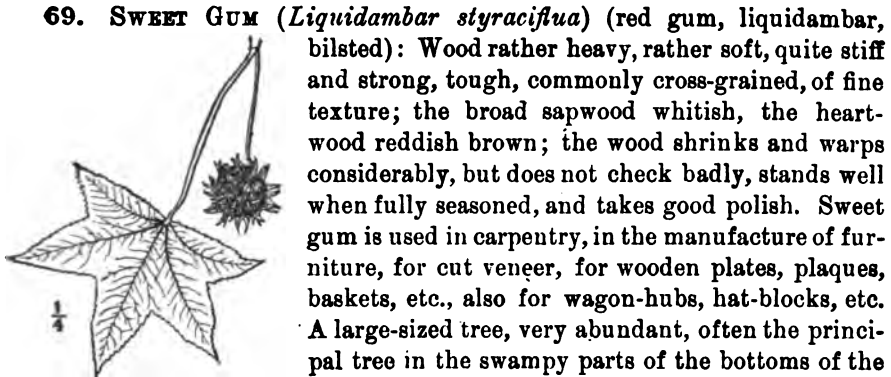 69. SWEET GUM (Liquidambar styraciflua) (red gum, liquidambar,
bilsted): Wood rather heavy, rather soft, quite stiff
and strong, tough, commonly cross-grained, of fine
texture; the broad sapwood whitish, the heart-
wood reddish brown; the wood shrinks and warps
considerably, but does not check badly, stands well
when fully seasoned, and takes good polish. Sweet
gum is used in carpentry, in the manufacture of fur-
niture, for cut veneer, for wooden plates, plaques,
baskets, etc., also for wagon-hubs, hat-blocks, etc.
A large-sized tree, very abundant, often the princi-
pal tree in the swampy parts of the bottoms of the
1/4